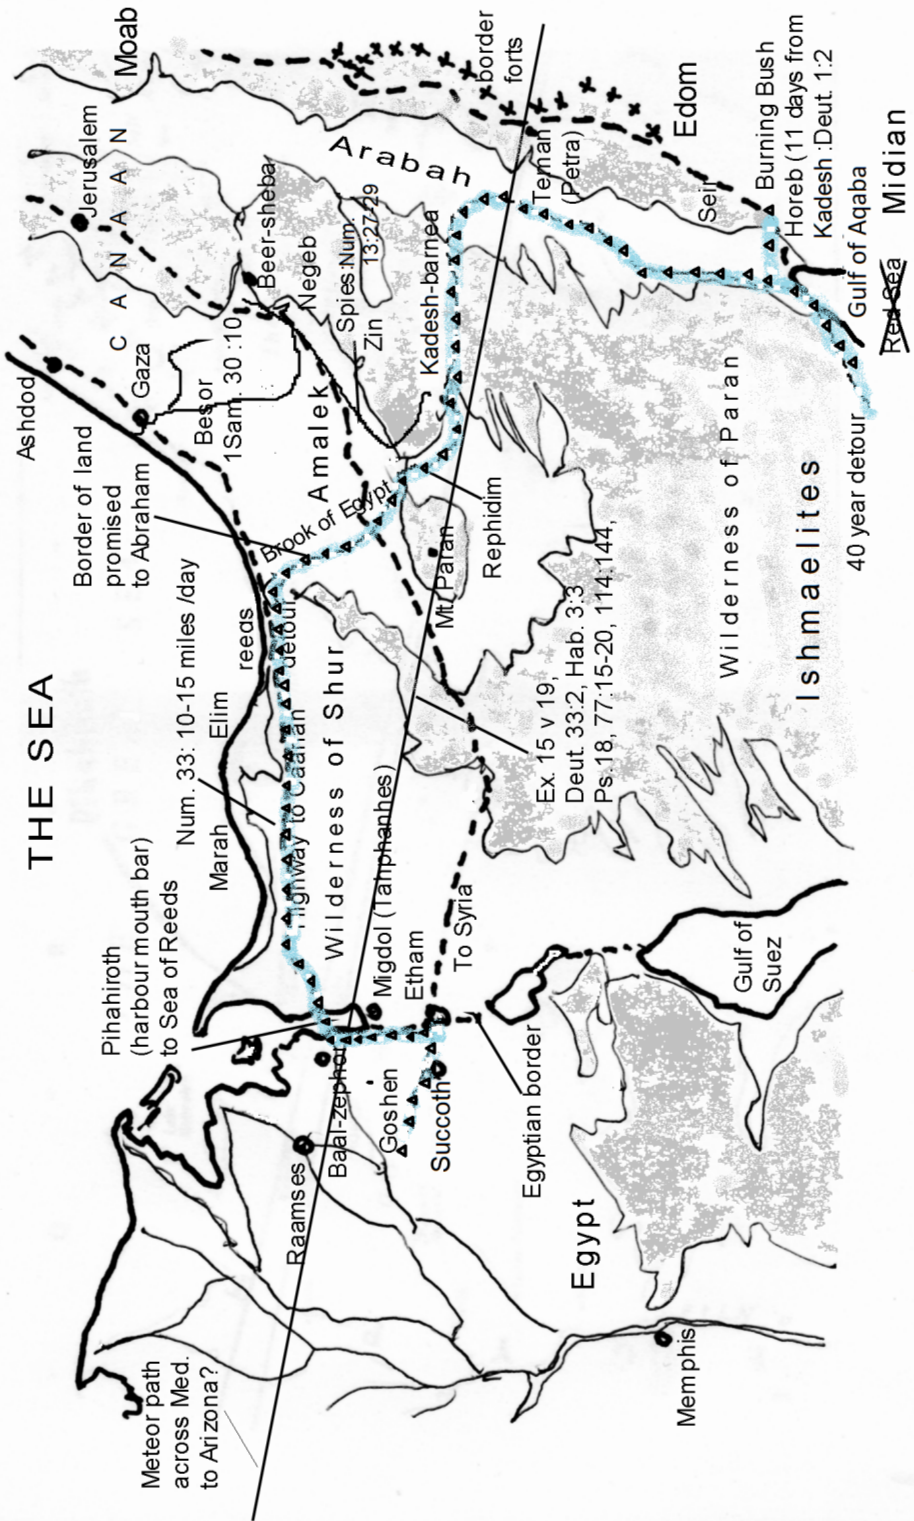 THE SEA
Ashdod
Gaza
Jerusalem
CANAAN
Moab
Border of land
promised
to Abraham
Besor
1Sam. 30 :10
Beer-sheba
Negeb
Arabah
border
forts
Num. 33: 10-15 miles /day
reeds
Elim
Marah
Brook of Egypt
Amalek
Spies:Num.
13:27-29
Zin
Kadesh-barnea
Teman
(Petra)
Edom
Pihahiroth
(harbour mouth bar)
to Sea of Reeds
highway to Caanan
detour
Wilderness of Shur
Mt. Paran
Rephidim
Seir
Burning Bush
Horeb (11 days from
Kadesh :Deut. 1:2
Migdol (Tahphanhes)
Etham
To Syria
Ex. 15 v 19,
Deut. 33:2, Hab. 3:3
Ps.18, 77:15-20, 114:144,
Wilderness of Paran
Ishmaelites
40 year detour
Gulf of Aqaba
Red Sea
Midian
Raamses
Baal-zephon
Goshen
Succoth
Egyptian border
Gulf of
Suez
Egypt
Meteor path
across Med.
to Arizona?
Memphis